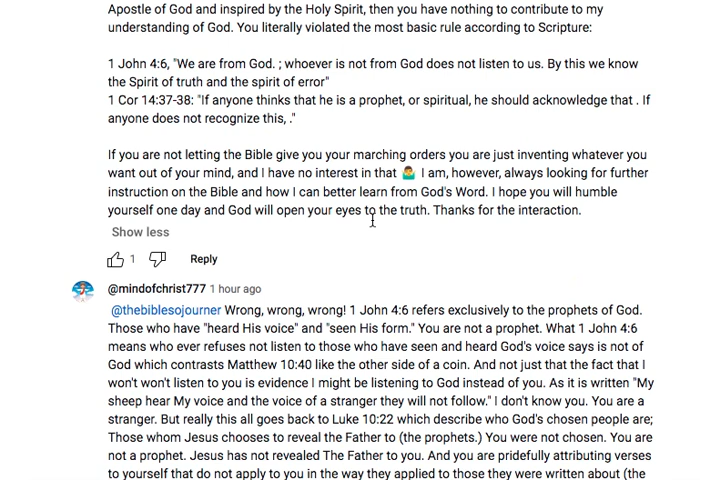 Apostle of God and inspired by the Holy Spirit, then you have nothing to contribute to my
understanding of God. You literally violated the most basic rule according to Scripture:
1 John 4:6, "We are from God. ; whoever is not from God does not listen to us. By this we know
the Spirit of truth and the spirit of error"
1 Cor 14:37-38: "If anyone thinks that he is a prophet, or spiritual, he should acknowledge that . If
anyone does not recognize this, ."
If you are not letting the Bible give you your marching orders you are just inventing whatever you
want out of your mind, and I have no interest in that 🤷‍♂️ I am, however, always looking for further
instruction on the Bible and how I can better learn from God's Word. I hope you will humble
yourself one day and God will open your eyes to the truth. Thanks for the interaction.
Show less
1 Reply
@mindofchrist777 1 hour ago
@thebiblesojourner Wrong, wrong, wrong! 1 John 4:6 refers exclusively to the prophets of God.
Those who have "heard His voice" and "seen His form." You are not a prophet. What 1 John 4:6
means who ever refuses not listen to those who have seen and heard God's voice says is not of
God which contrasts Matthew 10:40 like the other side of a coin. And not just that the fact that I
won't won't listen to you is evidence I might be listening to God instead of you. As it is written "My
sheep hear My voice and the voice of a stranger they will not follow." I don't know you. You are a
stranger. But really this all goes back to Luke 10:22 which describe who God's chosen people are;
Those whom Jesus chooses to reveal the Father to (the prophets.) You were not chosen. You are
not a prophet. Jesus has not revealed The Father to you. And you are pridefully attributing verses
to yourself that do not apply to you in the way they applied to those they were written about (the